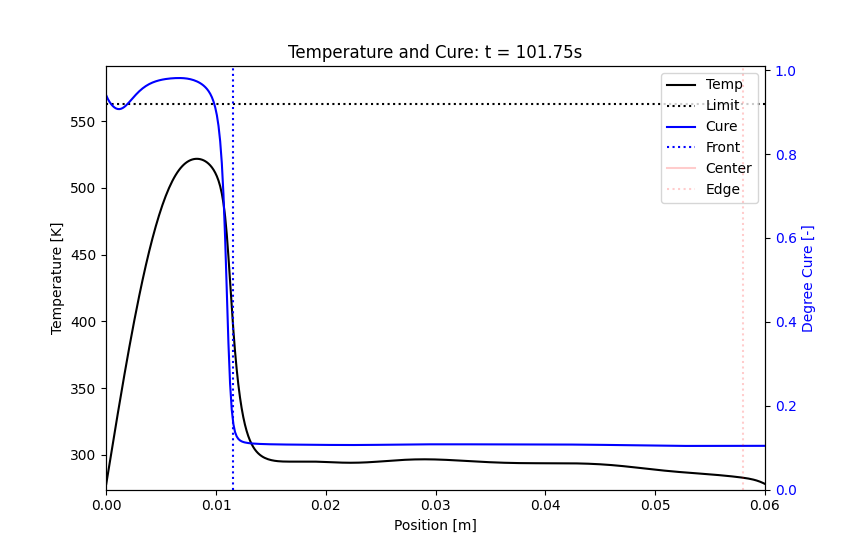 Temperature and Cure: t = 101.75s
Temp
Limit
Cure
Front
Center
Edge
Temperature [K]
550
500
450
400
350
300
Degree Cure [-]
1.0
0.8
0.6
0.4
0.2
0.0
0.00 0.01 0.02 0.03 0.04 0.05 0.06
Position [m]